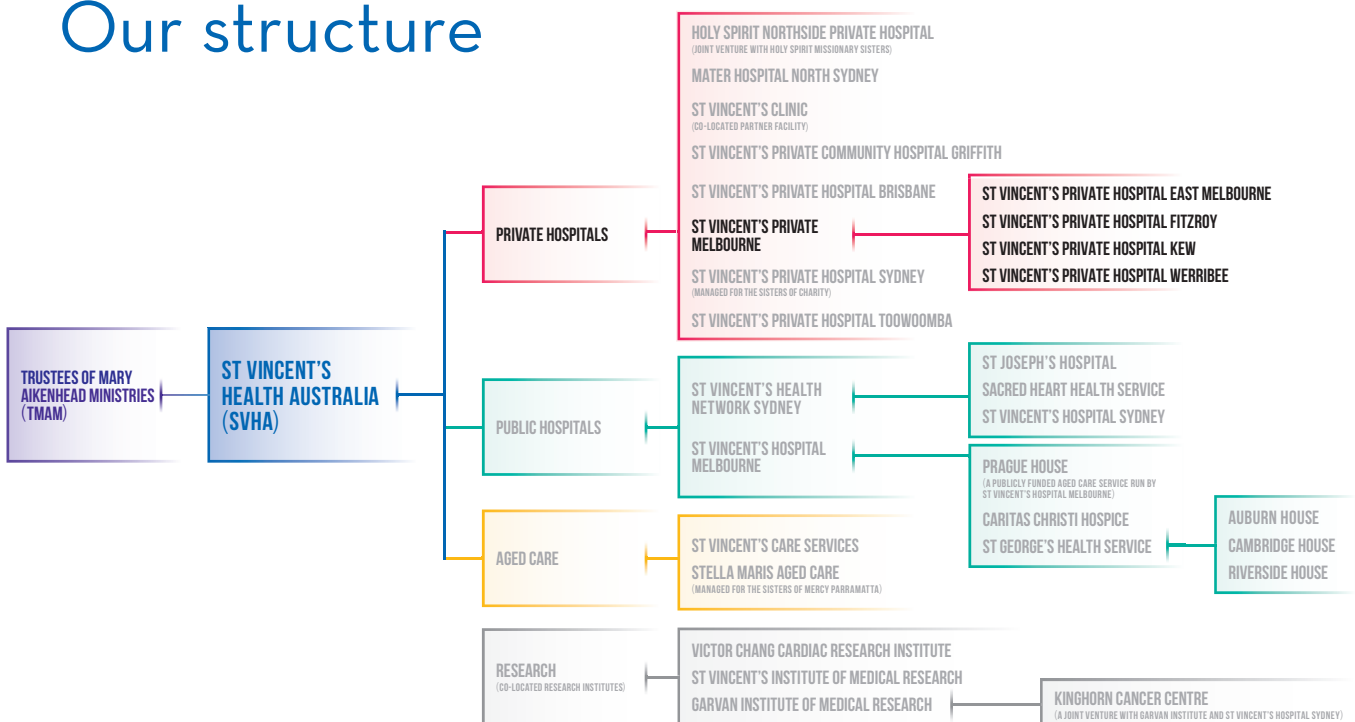 Our structure
TRUSTEES OF MARY
AIKENHEAD MINISTRIES
(TMAM)
ST VINCENT'S
HEALTH AUSTRALIA
(SVHA)
PRIVATE HOSPITALS
HOLY SPIRIT NORTHSIDE PRIVATE HOSPITAL
(JOINT VENTURE WITH HOLY SPIRIT MISSIONARY SISTERS)
MATER HOSPITAL NORTH SYDNEY
ST VINCENT'S CLINIC
(CO-LOCATED PARTNER FACILITY)
ST VINCENT'S PRIVATE COMMUNITY HOSPITAL GRIFFITH
ST VINCENT'S PRIVATE HOSPITAL BRISBANE
ST VINCENT'S PRIVATE
MELBOURNE
ST VINCENT'S PRIVATE HOSPITAL SYDNEY
(MANAGED FOR THE SISTERS OF CHARITY)
ST VINCENT'S PRIVATE HOSPITAL TOOWOOMBA
ST VINCENT'S PRIVATE HOSPITAL EAST MELBOURNE
ST VINCENT'S PRIVATE HOSPITAL FITZROY
ST VINCENT'S PRIVATE HOSPITAL KEW
ST VINCENT'S PRIVATE HOSPITAL WERRIBEE
PUBLIC HOSPITALS
ST VINCENT'S HEALTH
NETWORK SYDNEY
ST VINCENT'S HOSPITAL
MELBOURNE
ST JOSEPH'S HOSPITAL
SACRED HEART HEALTH SERVICE
ST VINCENT'S HOSPITAL SYDNEY
PRAGUE HOUSE
(A PUBLICLY FUNDED AGED CARE SERVICE RUN BY
ST VINCENT'S HOSPITAL MELBOURNE)
CARITAS CHRISTI HOSPICE
ST GEORGE'S HEALTH SERVICE
AUBURN HOUSE
CAMBRIDGE HOUSE
RIVERSIDE HOUSE
AGED CARE
ST VINCENT'S CARE SERVICES
STELLA MARIS AGED CARE
(MANAGED FOR THE SISTERS OF MERCY PARRAMATTA)
RESEARCH
(CO-LOCATED RESEARCH INSTITUTES)
VICTOR CHANG CARDIAC RESEARCH INSTITUTE
ST VINCENT'S INSTITUTE OF MEDICAL RESEARCH
GARVAN INSTITUTE OF MEDICAL RESEARCH
KINGHORN CANCER CENTRE
(A JOINT VENTURE WITH GARVAN INSTITUTE AND ST VINCENT'S HOSPITAL SYDNEY)